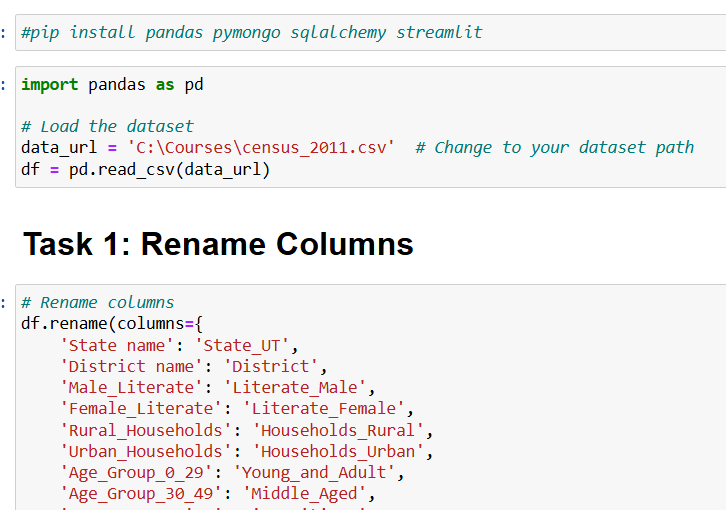 :
#pip install pandas pymongo sqlalchemy streamlit
:
import pandas as pd
# Load the dataset
data_url = 'C:\Courses\census_2011.csv'  # Change to your dataset path
df = pd.read_csv(data_url)
Task 1: Rename Columns
:
# Rename columns
df.rename(columns={
    'State name': 'State_UT',
    'District name': 'District',
    'Male_Literate': 'Literate_Male',
    'Female_Literate': 'Literate_Female',
    'Rural_Households': 'Households_Rural',
    'Urban_Households': 'Households_Urban',
    'Age_Group_0_29': 'Young_and_Adult',
    'Age_Group_30_49': 'Middle_Aged',